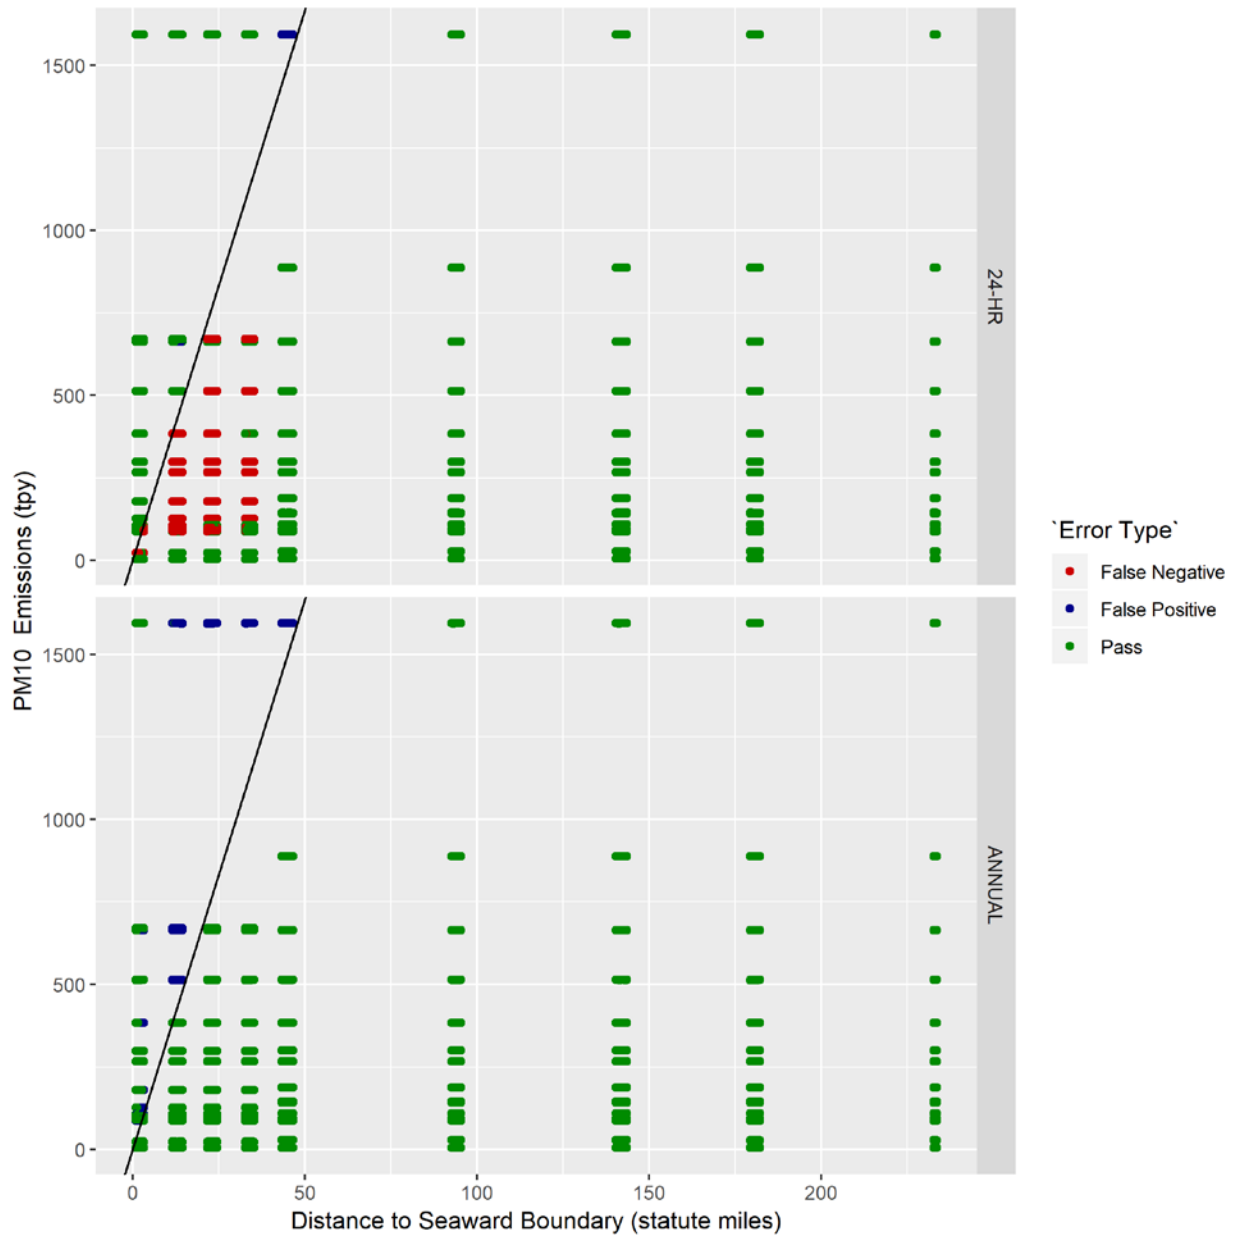 1500
1000
500
0
24-HR
1500
1000
500
0
ANNUAL
PM10 Emissions (tpy)
0 50 100 150 200
Distance to Seaward Boundary (statute miles)
`Error Type`
False Negative
False Positive
Pass